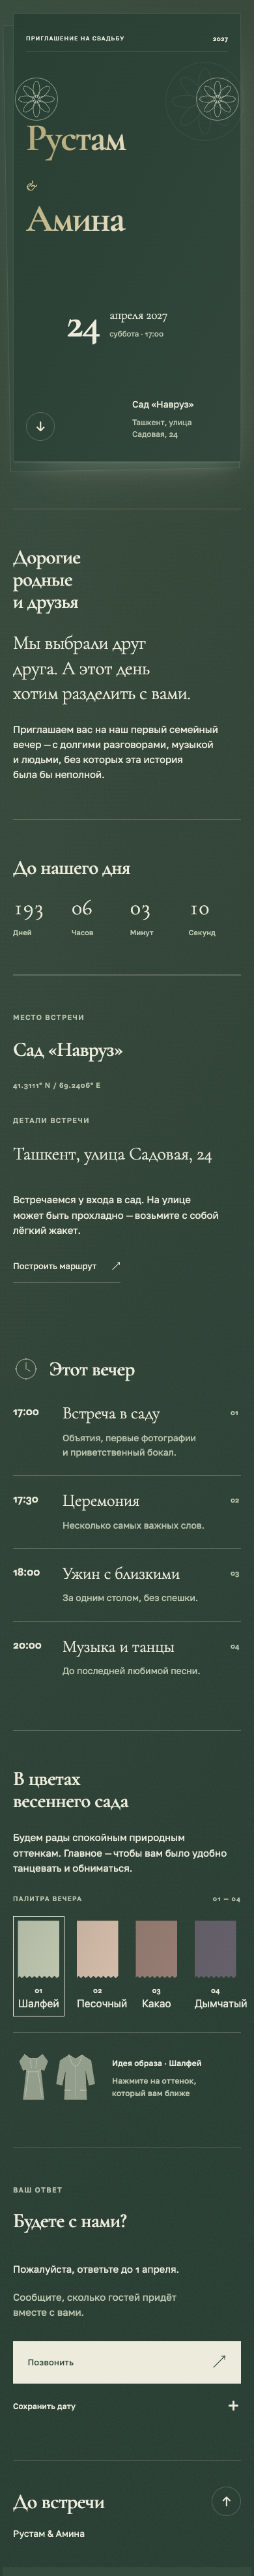 ПРИГЛАШЕНИЕ НА СВАДЬБУ
2027
Рустам
&
Амина
24
апреля 2027
суббота · 17:00
Сад «Навруз»
Ташкент, улица
Садовая, 24
Дорогие
родные
и друзья
Мы выбрали друг
друга. А этот день
хотим разделить с вами.
Приглашаем вас на наш первый семейный
вечер — с долгими разговорами, музыкой
и людьми, без которых эта история
была бы неполной.
До нашего дня
193 06 03 10
Дней Часов Минут Секунд
МЕСТО ВСТРЕЧИ
Сад «Навруз»
41.3111° N / 69.2406° E
ДЕТАЛИ ВСТРЕЧИ
Ташкент, улица Садовая, 24
Встречаемся у входа в сад. На улице
может быть прохладно — возьмите с собой
лёгкий жакет.
Построить маршрут
Этот вечер
17:00 Встреча в саду 01
Объятия, первые фотографии
и приветственный бокал.
17:30 Церемония 02
Несколько самых важных слов.
18:00 Ужин с близкими 03
За одним столом, без спешки.
20:00 Музыка и танцы 04
До последней любимой песни.
В цветах
весеннего сада
Будем рады спокойным природным
оттенкам. Главное — чтобы вам было удобно
танцевать и обниматься.
ПАЛИТРА ВЕЧЕРА 01 — 04
01 02 03 04
Шалфей Песочный Какао Дымчатый
Идея образа · Шалфей
Нажмите на оттенок,
который вам ближе
ВАШ ОТВЕТ
Будете с нами?
Пожалуйста, ответьте до 1 апреля.
Сообщите, сколько гостей придёт
вместе с вами.
Позвонить
Сохранить дату
До встречи
Рустам & Амина